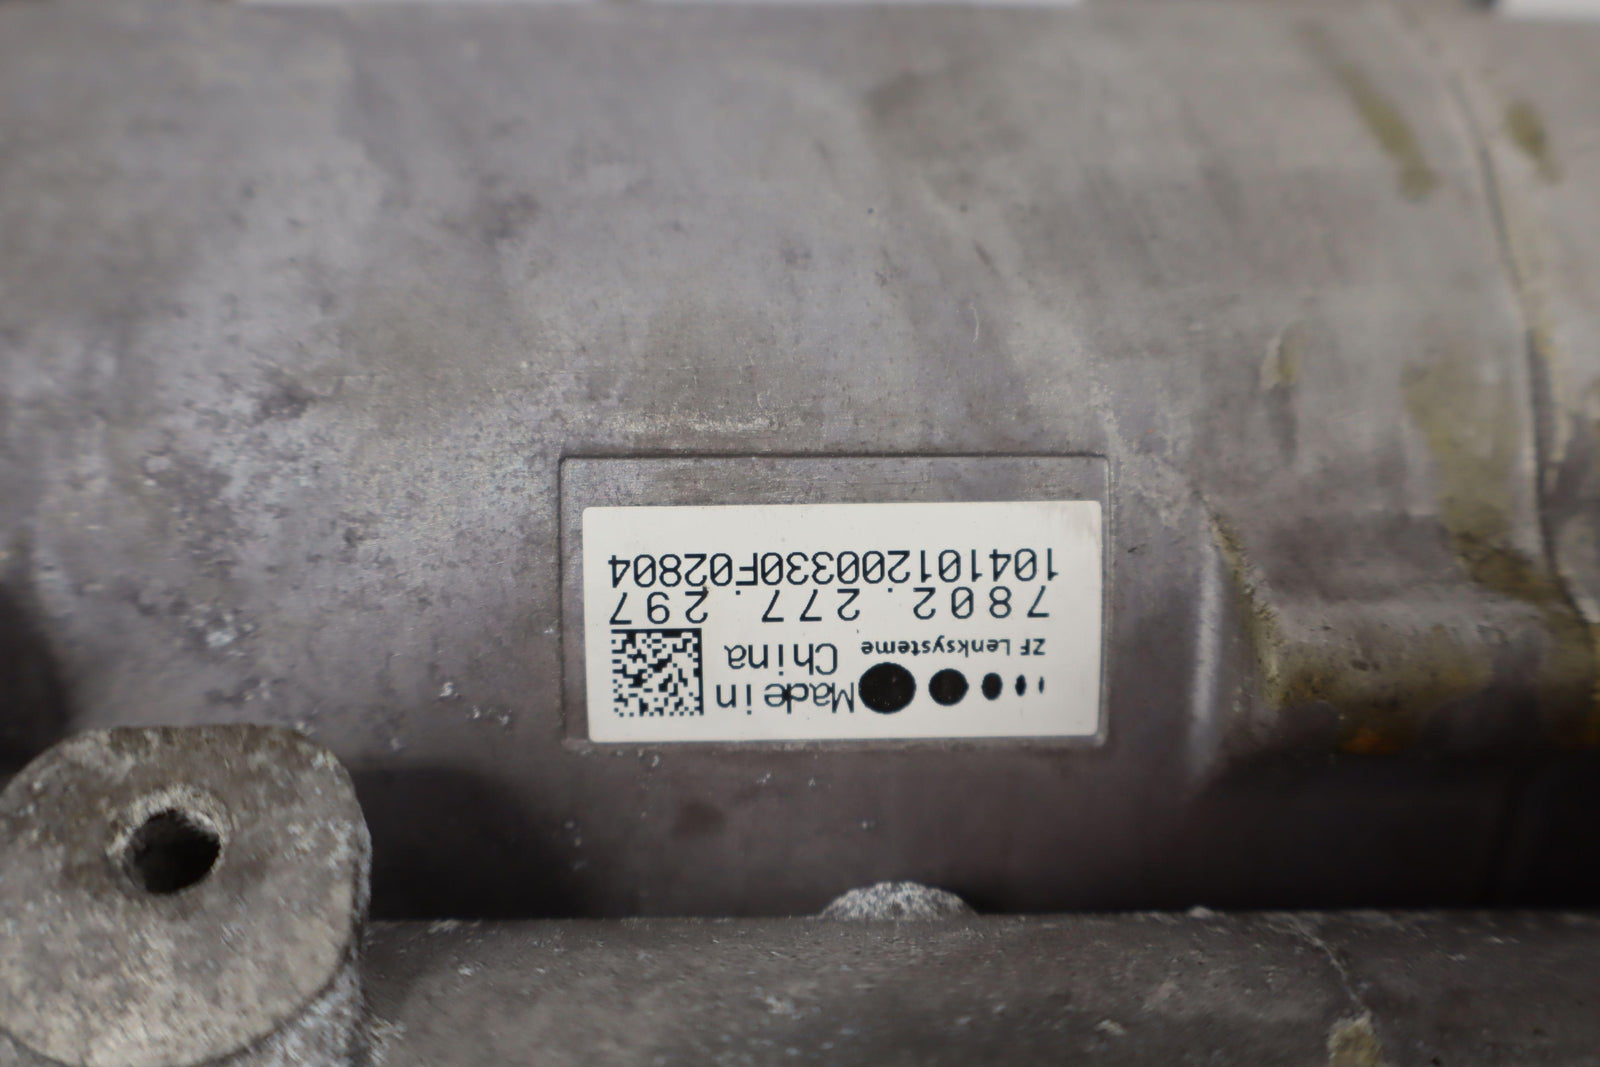 Made in
China
ZF Lenksysteme
7802.277.297
104101200330F02804